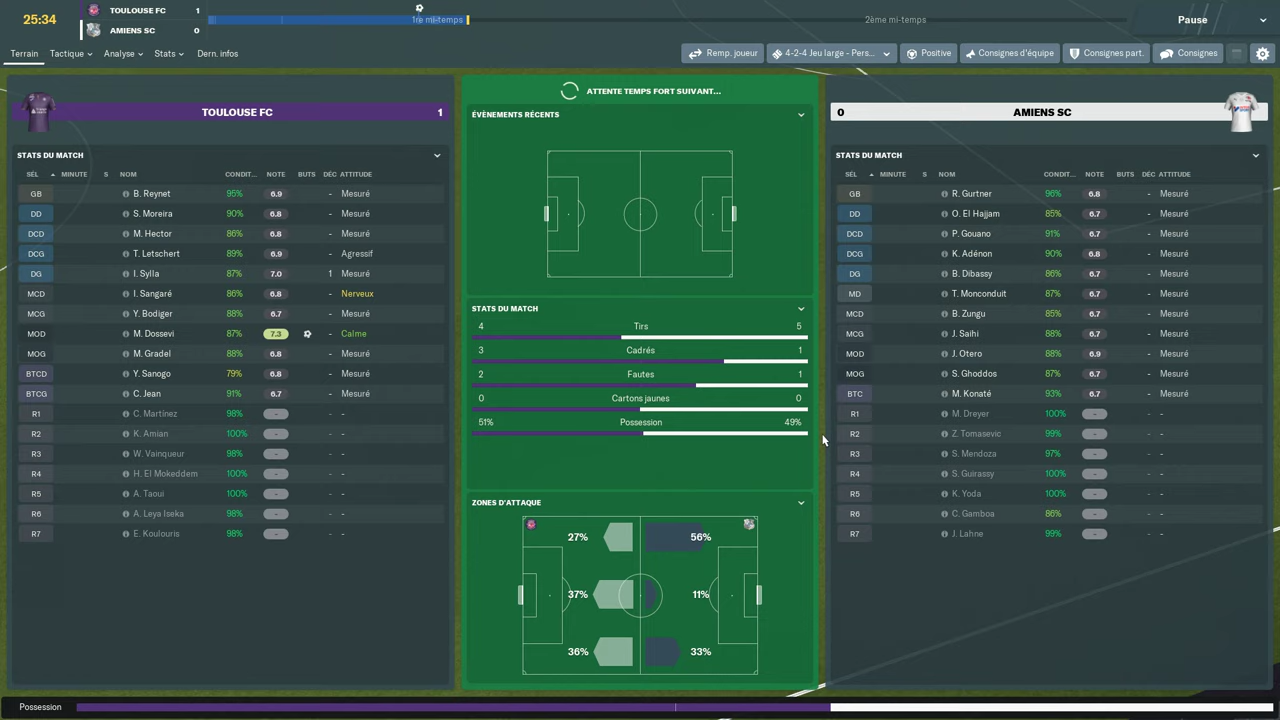 25:34
TOULOUSE FC 1
AMIENS SC 0
1re mi-temps
2ème mi-temps
Pause
Terrain Tactique Analyse Stats Dern. infos
Remp. joueur 4-2-4 Jeu large - Pers... Positive Consignes d'équipe Consignes part. Consignes
TOULOUSE FC 1
STATS DU MATCH
SÉL MINUTE S NOM CONDIT... NOTE BUTS DÉC ATTITUDE
GB B. Reynet 95% 6.9 - Mesuré
DD S. Moreira 90% 6.8 - Mesuré
DCD M. Hector 86% 6.8 - Mesuré
DCG T. Letschert 89% 6.9 - Agressif
DG I. Sylla 87% 7.0 1 Mesuré
MCD I. Sangaré 86% 6.8 - Nerveux
MCG Y. Bodiger 88% 6.7 - Mesuré
MOD M. Dossevi 87% 7.3 - Calme
MOG M. Gradel 88% 6.8 - Mesuré
BTCD Y. Sanogo 79% 6.8 - Mesuré
BTCG C. Jean 91% 6.7 - Mesuré
R1 C. Martinez 98% - - -
R2 K. Amian 100% - - -
R3 W. Vainqueur 98% - - -
R4 H. El Mokeddem 100% - - -
R5 A. Taoui 100% - - -
R6 A. Leya Iseka 98% - - -
R7 E. Koulouris 98% - - -
ATTENTE TEMPS FORT SUIVANT...
ÉVÈNEMENTS RÉCENTS
STATS DU MATCH
4 Tirs 5
3 Cadrés 1
2 Fautes 1
0 Cartons jaunes 0
51% Possession 49%
ZONES D'ATTAQUE
27% 56%
37% 11%
36% 33%
0 AMIENS SC
STATS DU MATCH
SÉL MINUTE S NOM CONDIT... NOTE BUTS DÉC ATTITUDE
GB R. Gurtner 96% 6.8 - Mesuré
DD O. El Hajjam 85% 6.7 - Mesuré
DCD P. Gouano 91% 6.7 - Mesuré
DCG K. Adénon 90% 6.8 - Mesuré
DG B. Dibassy 86% 6.7 - Mesuré
MD T. Monconduit 87% 6.7 - Mesuré
MCD B. Zungu 85% 6.7 - Mesuré
MCG J. Saihi 88% 6.7 - Mesuré
MOD J. Otero 88% 6.9 - Mesuré
MOG S. Ghoddos 87% 6.7 - Mesuré
BTC M. Konaté 93% 6.7 - Mesuré
R1 M. Dreyer 100% - - -
R2 Z. Tomasevic 99% - - -
R3 S. Mendoza 97% - - -
R4 S. Guirassy 100% - - -
R5 K. Yoda 100% - - -
R6 C. Gamboa 86% - - -
R7 J. Lahne 99% - - -
Possession